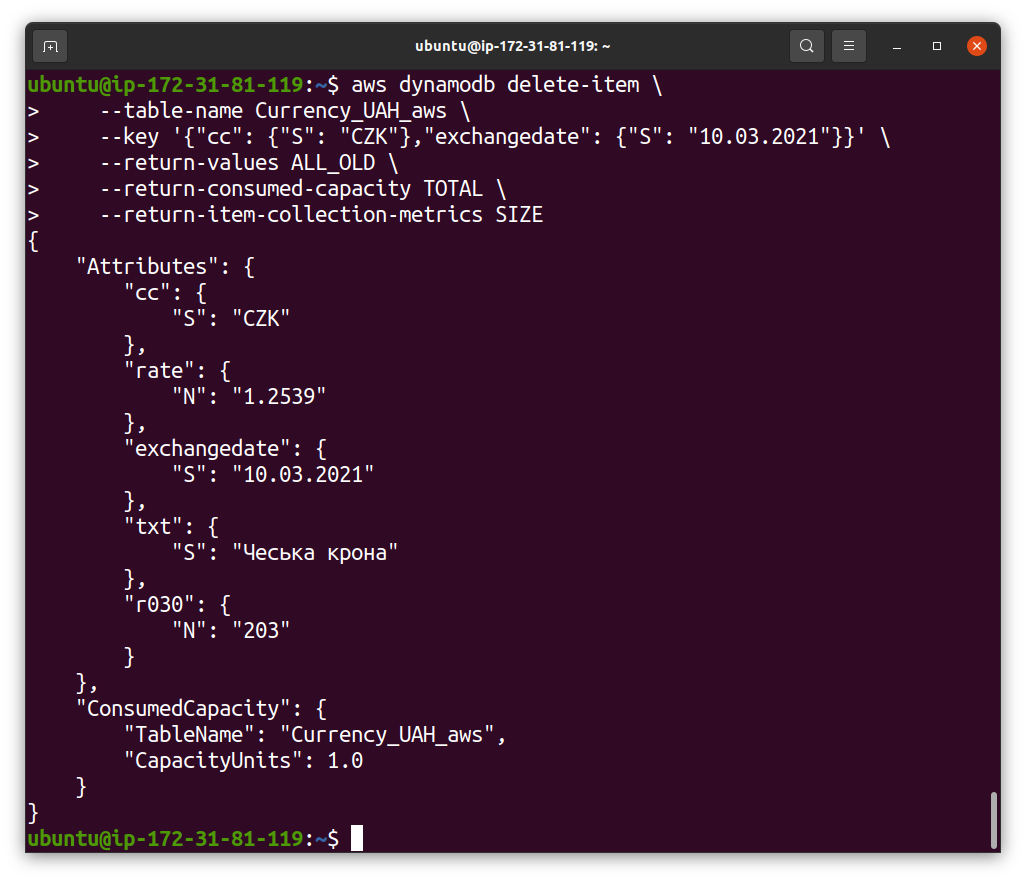 ubuntu@ip-172-31-81-119: ~
ubuntu@ip-172-31-81-119:~$ aws dynamodb delete-item \
>     --table-name Currency_UAH_aws \
>     --key '{"cc": {"S": "CZK"},"exchangedate": {"S": "10.03.2021"}}' \
>     --return-values ALL_OLD \
>     --return-consumed-capacity TOTAL \
>     --return-item-collection-metrics SIZE
{
    "Attributes": {
        "cc": {
            "S": "CZK"
        },
        "rate": {
            "N": "1.2539"
        },
        "exchangedate": {
            "S": "10.03.2021"
        },
        "txt": {
            "S": "Чеська крона"
        },
        "r030": {
            "N": "203"
        }
    },
    "ConsumedCapacity": {
        "TableName": "Currency_UAH_aws",
        "CapacityUnits": 1.0
    }
}
ubuntu@ip-172-31-81-119:~$